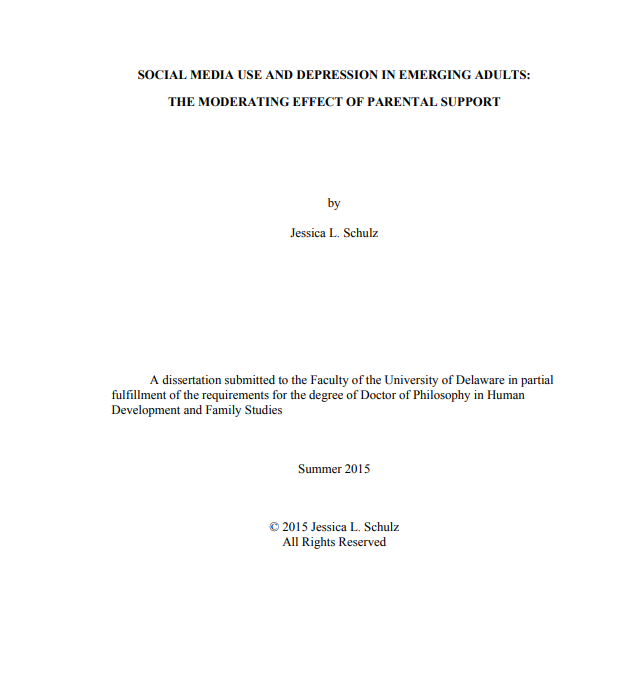 SOCIAL MEDIA USE AND DEPRESSION IN EMERGING ADULTS:
THE MODERATING EFFECT OF PARENTAL SUPPORT
by
Jessica L. Schulz
A dissertation submitted to the Faculty of the University of Delaware in partial
fulfillment of the requirements for the degree of Doctor of Philosophy in Human
Development and Family Studies
Summer 2015
© 2015 Jessica L. Schulz
All Rights Reserved